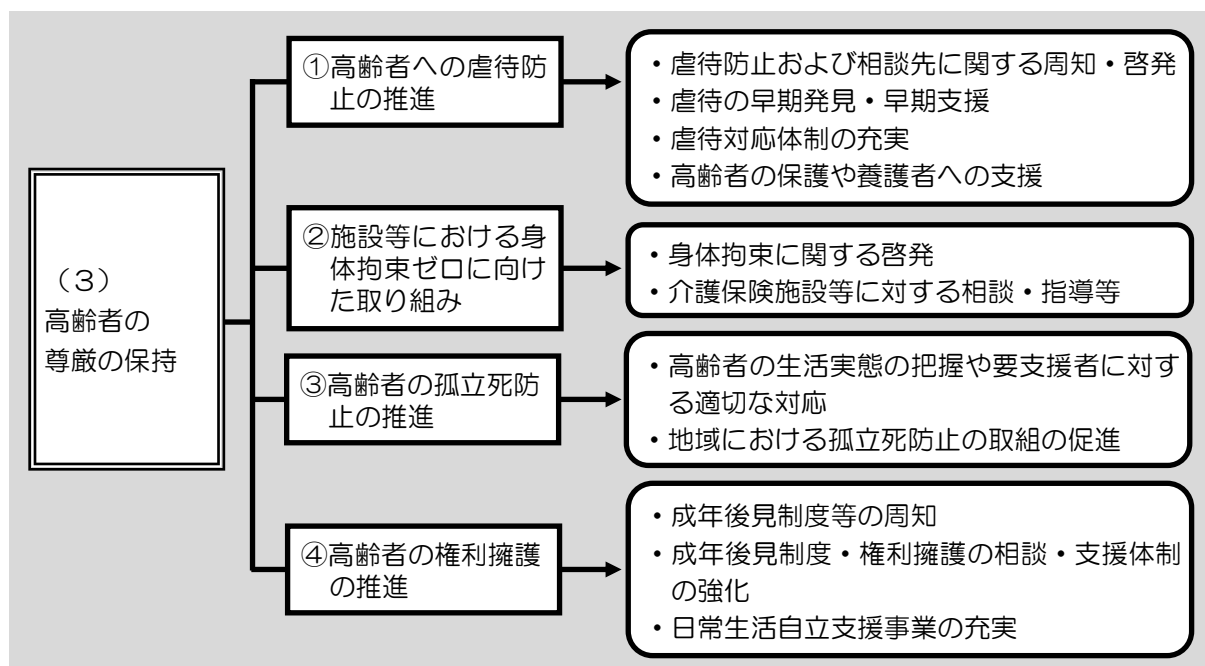 （３）
高齢者の
尊厳の保持
①高齢者への虐待防
止の推進
・虐待防止および相談先に関する周知・啓発
・虐待の早期発見・早期支援
・虐待対応体制の充実
・高齢者の保護や養護者への支援
②施設等における身
体拘束ゼロに向け
た取り組み
・身体拘束に関する啓発
・介護保険施設等に対する相談・指導等
③高齢者の孤立死防
止の推進
・高齢者の生活実態の把握や要支援者に対す
る適切な対応
・地域における孤立死防止の取組の促進
④高齢者の権利擁護
の推進
・成年後見制度等の周知
・成年後見制度・権利擁護の相談・支援体制
の強化
・日常生活自立支援事業の充実